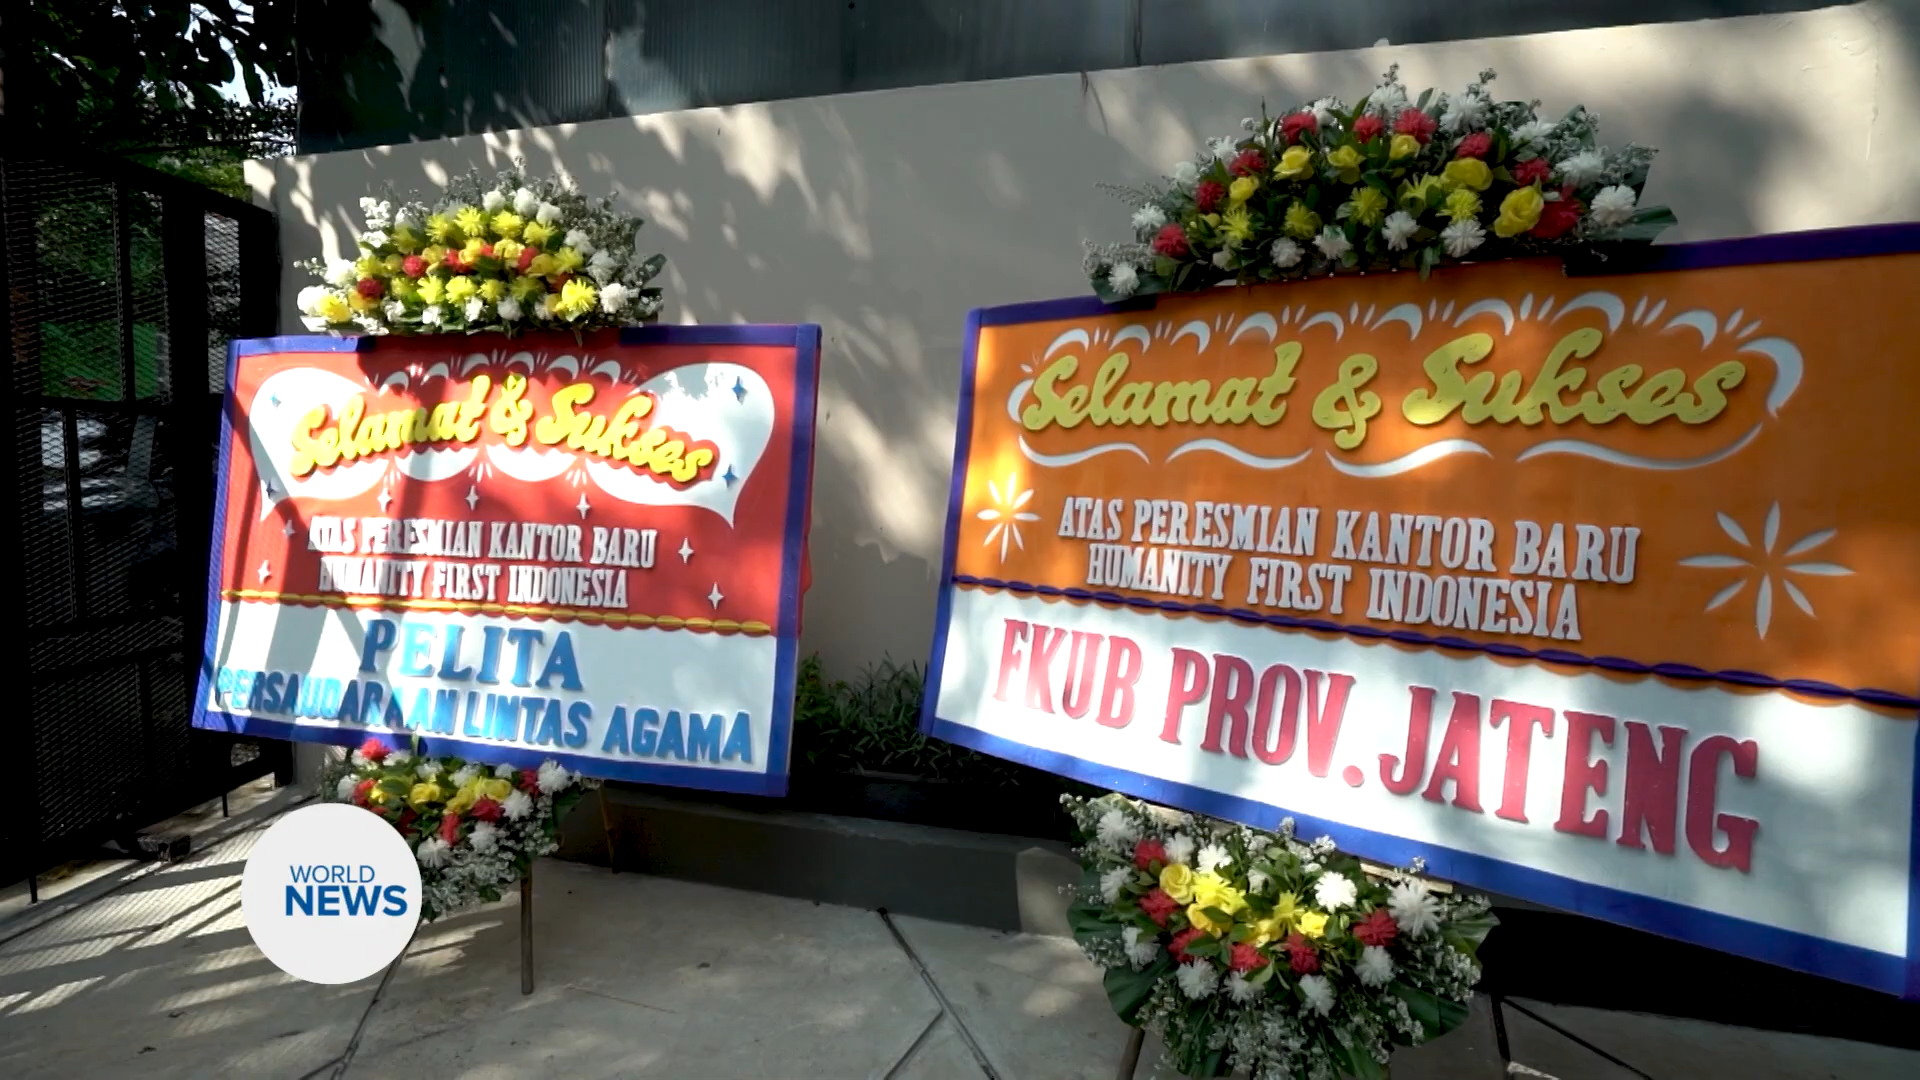 Selamat & Sukses
ATAS PERESMIAN KANTOR BARU
HUMANITY FIRST INDONESIA
PELITA
PERSAUDARAAN LINTAS AGAMA
Selamat & Sukses
ATAS PERESMIAN KANTOR BARU
HUMANITY FIRST INDONESIA
FKUB PROV. JATENG
WORLD
NEWS